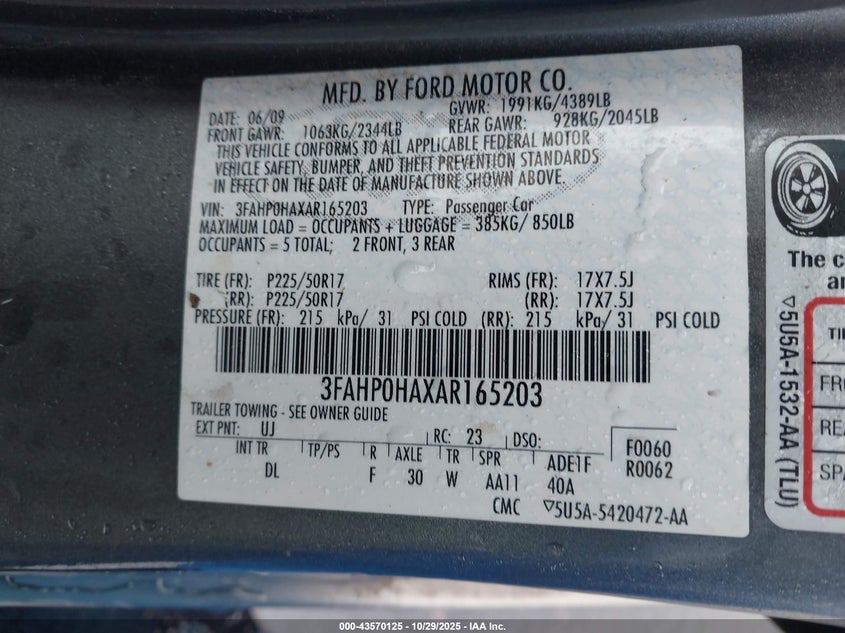 MFD. BY FORD MOTOR CO.
DATE: 06/09 GVWR: 1991KG/4389LB
FRONT GAWR: 1063KG/2344LB REAR GAWR: 928KG/2045LB
THIS VEHICLE CONFORMS TO ALL APPLICABLE FEDERAL MOTOR
VEHICLE SAFETY, BUMPER, AND THEFT PREVENTION STANDARDS
IN EFFECT ON THE DATE OF MANUFACTURE SHOWN ABOVE.
VIN: 3FAHP0HAXAR165203 TYPE: Passenger Car
MAXIMUM LOAD = OCCUPANTS + LUGGAGE = 385KG/ 850LB
OCCUPANTS = 5 TOTAL; 2 FRONT, 3 REAR
TIRE (FR): P225/50R17 RIMS (FR): 17X7.5J
(RR): P225/50R17 (RR): 17X7.5J
PRESSURE (FR): 215 kPa/ 31 PSI COLD (RR): 215 kPa/ 31 PSI COLD
3FAHP0HAXAR165203
TRAILER TOWING - SEE OWNER GUIDE
EXT PNT: UJ RC: 23 DSO: F0060
INT TR TP/PS R AXLE TR SPR ADE1F R0062
DL F 30 W AA11 40A
CMC ▽5U5A-5420472-AA
▽5U5A-1532-AA (TLU)
The c
an
TI
FRO
REA
SPA
000-43570125 | 10/29/2025 | IAA Inc.